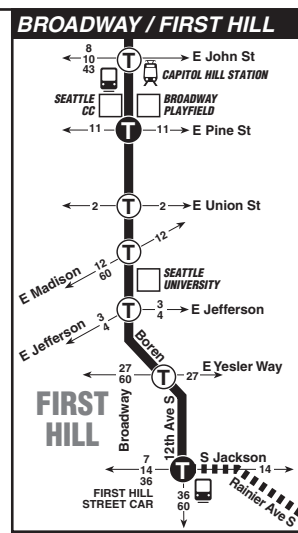 BROADWAY / FIRST HILL
8
10
43
T
E John St
CAPITOL HILL STATION
SEATTLE
CC
BROADWAY
PLAYFIELD
11
T
11
E Pine St
2
T
2
E Union St
12
T
12
60
E Madison
SEATTLE
UNIVERSITY
3
4
T
3
4
E Jefferson
E Jefferson
Boren
27
60
T
27
E Yesler Way
FIRST
HILL
Broadway
12th Ave S
S Jackson
7
14
36
T
14
FIRST HILL
STREET CAR
36
60
Rainier Ave S